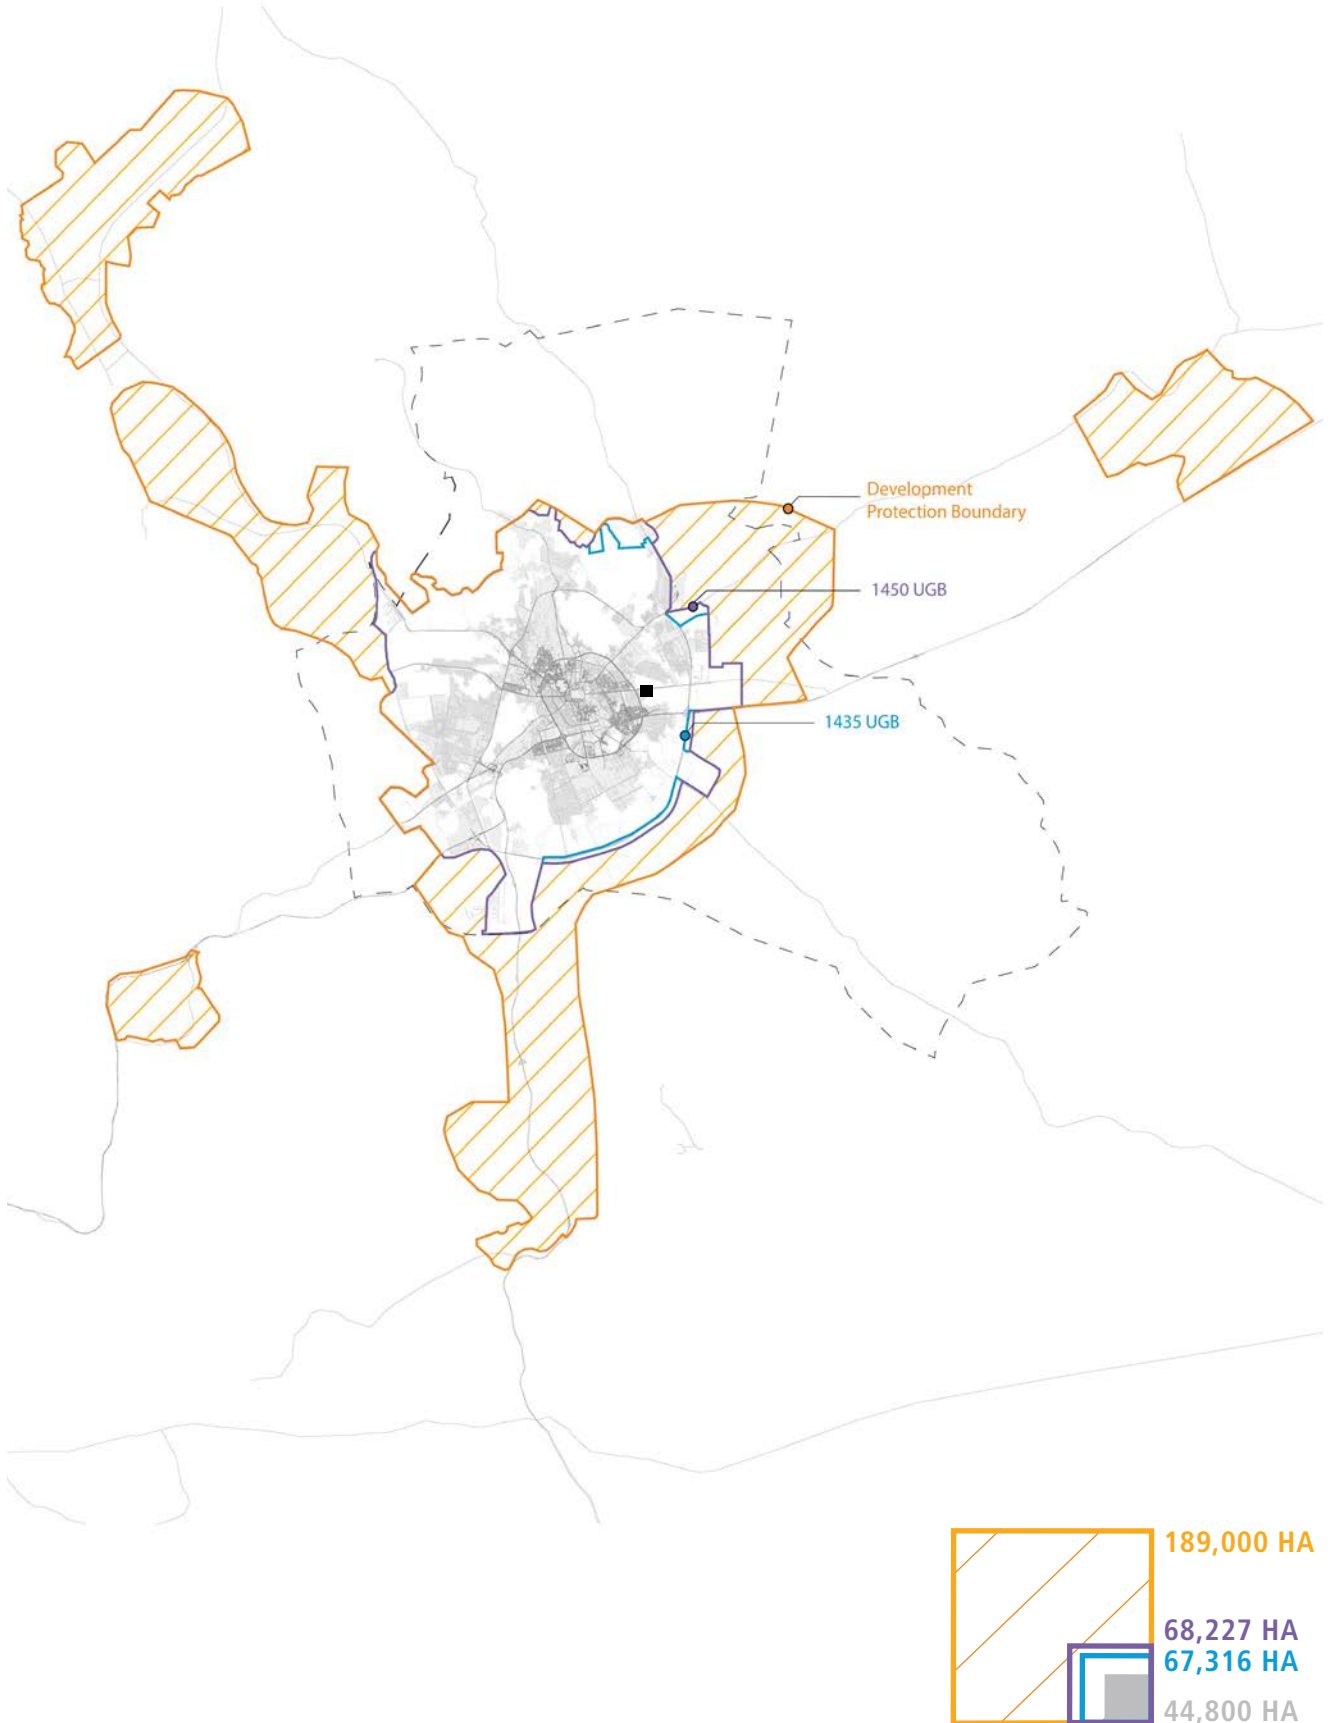 Development
Protection Boundary
1450 UGB
1435 UGB
189,000 HA
68,227 HA
67,316 HA
44,800 HA